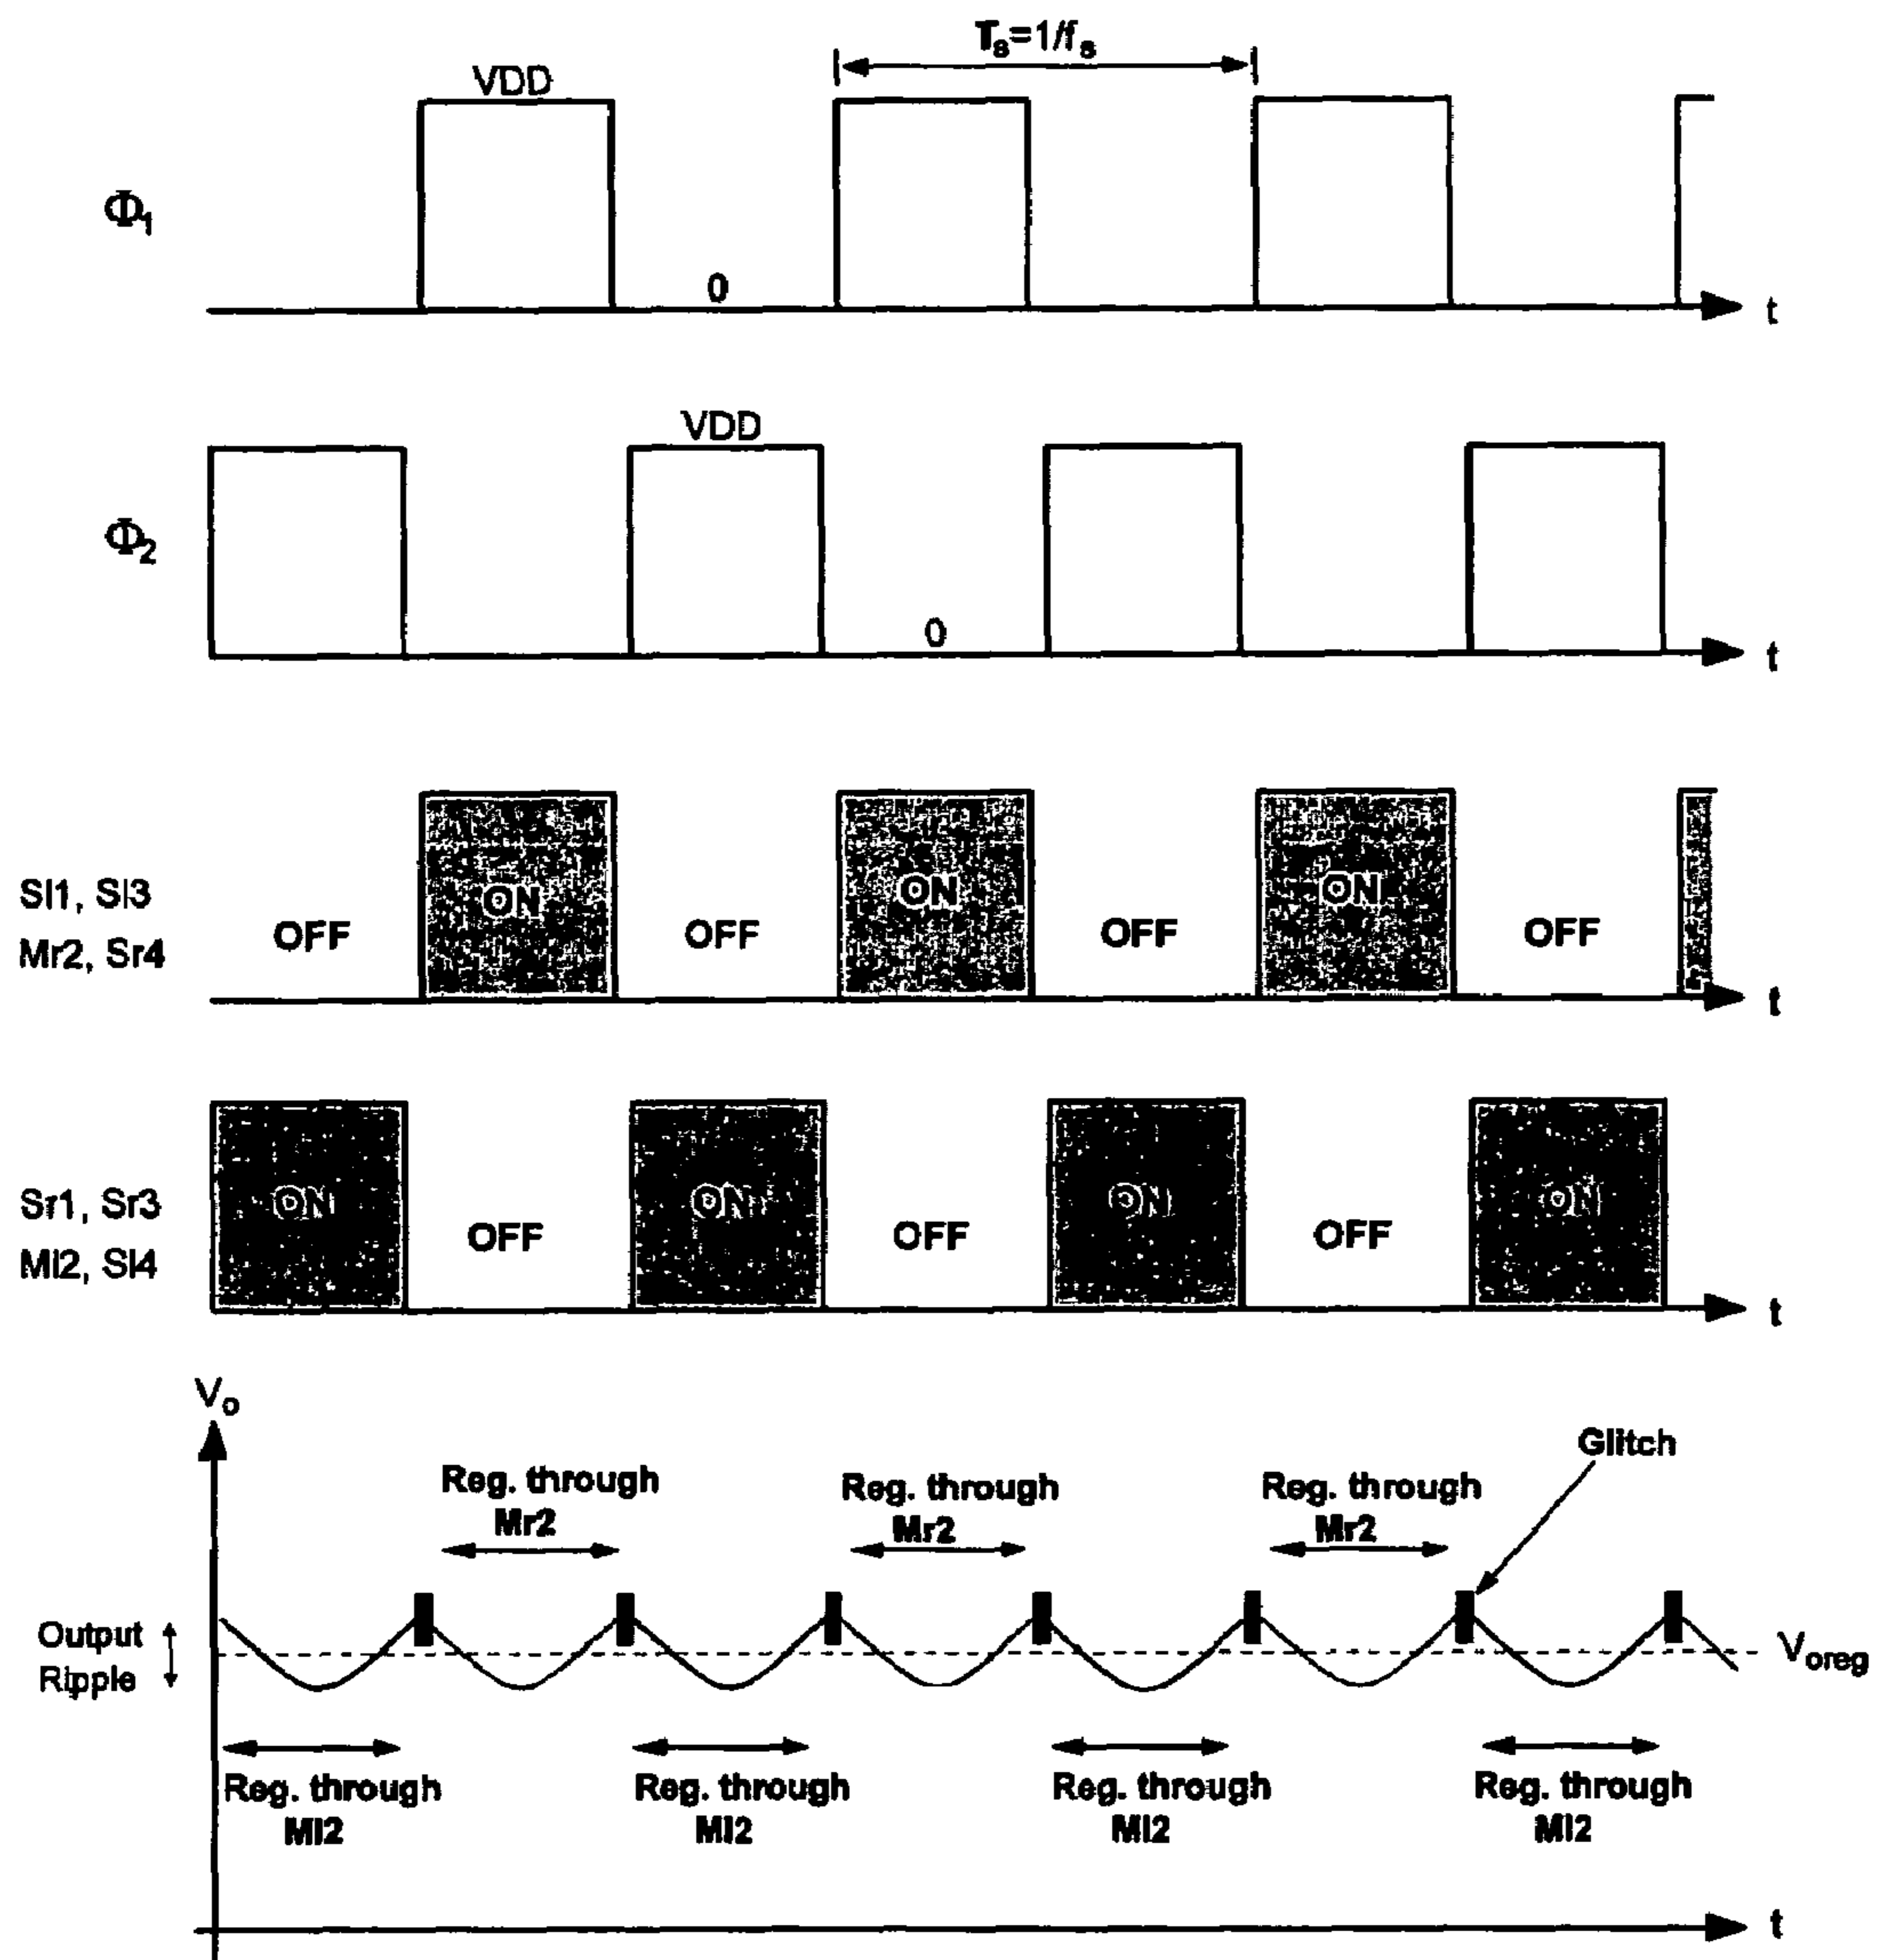 Tₛ=1/fₛ
VDD
Φ₁
0
t
VDD
Φ₂
0
t
Sl1, Sl3
Mr2, Sr4
OFF
ON
OFF
ON
OFF
ON
OFF
t
Sr1, Sr3
Ml2, Sl4
ON
OFF
ON
OFF
ON
OFF
ON
t
Vₒ
Glitch
Reg. through
Mr2
Reg. through
Mr2
Reg. through
Mr2
Output
Ripple
Vₒᵣₑg
Reg. through
Ml2
Reg. through
Ml2
Reg. through
Ml2
Reg. through
Ml2
t